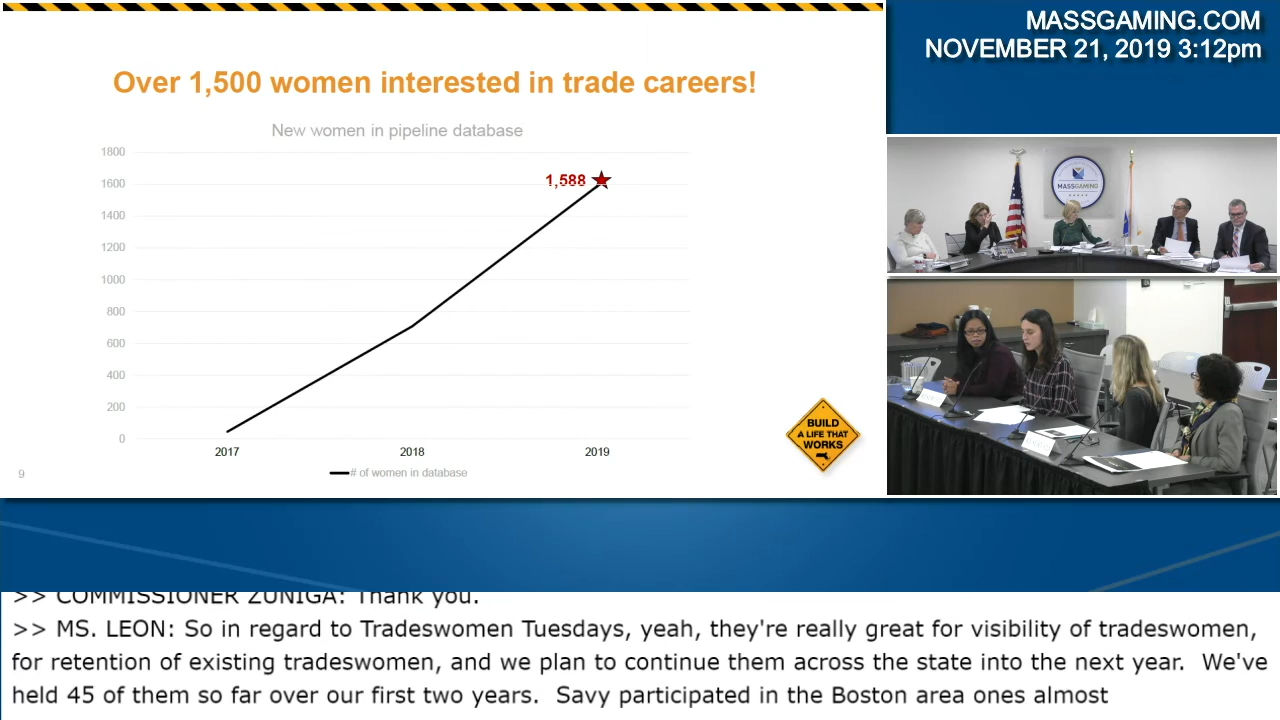 MASSGAMING.COM
NOVEMBER 21, 2019 3:12pm
Over 1,500 women interested in trade careers!
New women in pipeline database
1800
1600
1400
1200
1000
800
600
400
200
0
1,588
2017
2018
2019
# of women in database
BUILD
A LIFE THAT
WORKS
9
MASSGAMING
>> COMMISSIONER ZUNIGA: Thank you.
>> MS. LEON: So in regard to Tradeswomen Tuesdays, yeah, they're really great for visibility of tradeswomen,
for retention of existing tradeswomen, and we plan to continue them across the state into the next year. We've
held 45 of them so far over our first two years. Savy participated in the Boston area ones almost